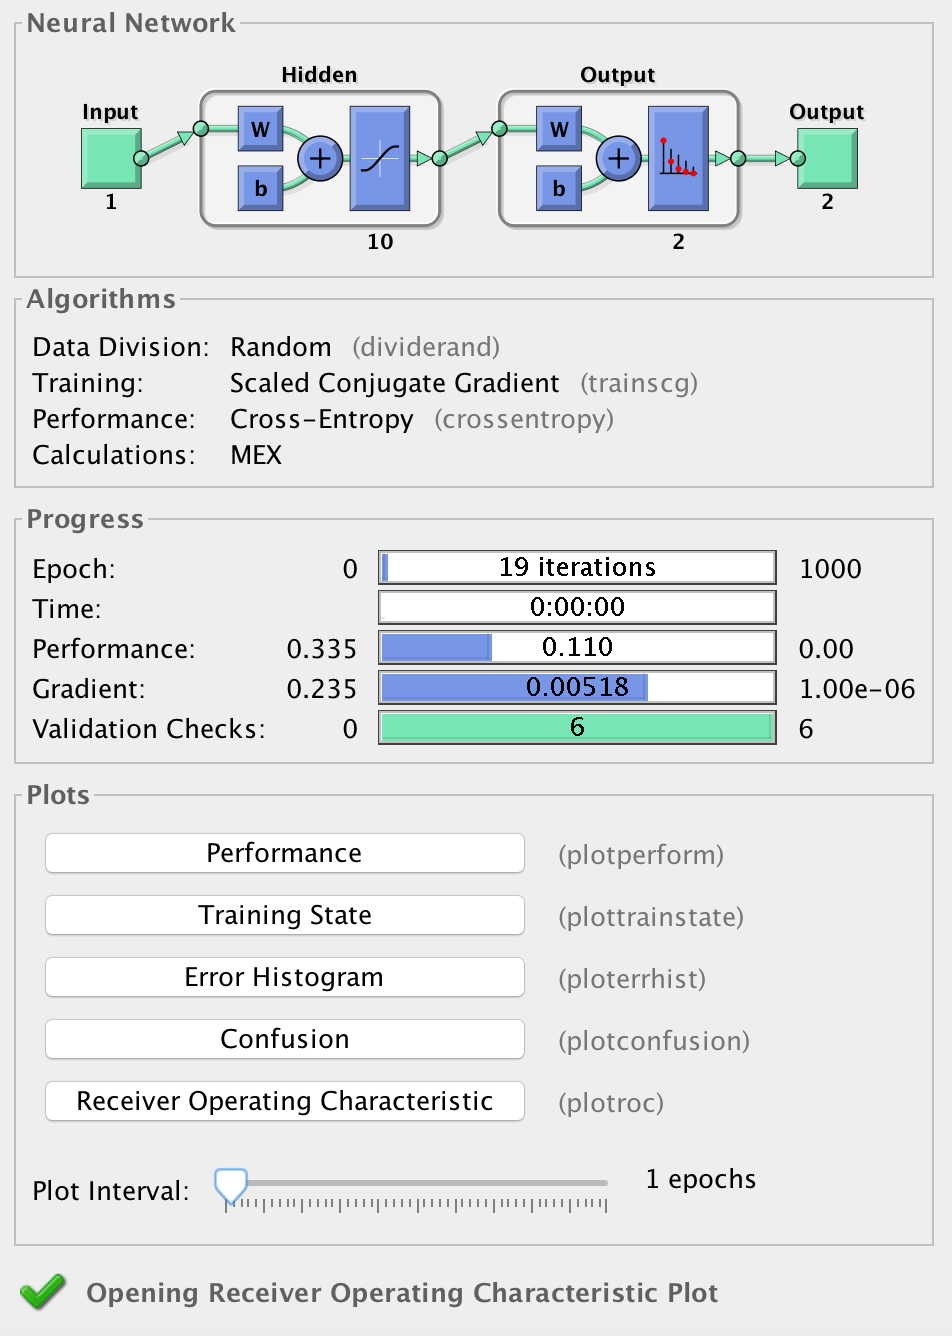 Neural Network
Hidden
Output
Input
Output
W
W
+
+
b
b
1
2
10
2
Algorithms
Data Division: Random (dividerand)
Training: Scaled Conjugate Gradient (trainscg)
Performance: Cross-Entropy (crossentropy)
Calculations: MEX
Progress
Epoch: 0 19 iterations 1000
Time: 0:00:00
Performance: 0.335 0.110 0.00
Gradient: 0.235 0.00518 1.00e-06
Validation Checks: 0 6 6
Plots
Performance (plotperform)
Training State (plottrainstate)
Error Histogram (ploterrhist)
Confusion (plotconfusion)
Receiver Operating Characteristic (plotroc)
Plot Interval: 1 epochs
Opening Receiver Operating Characteristic Plot